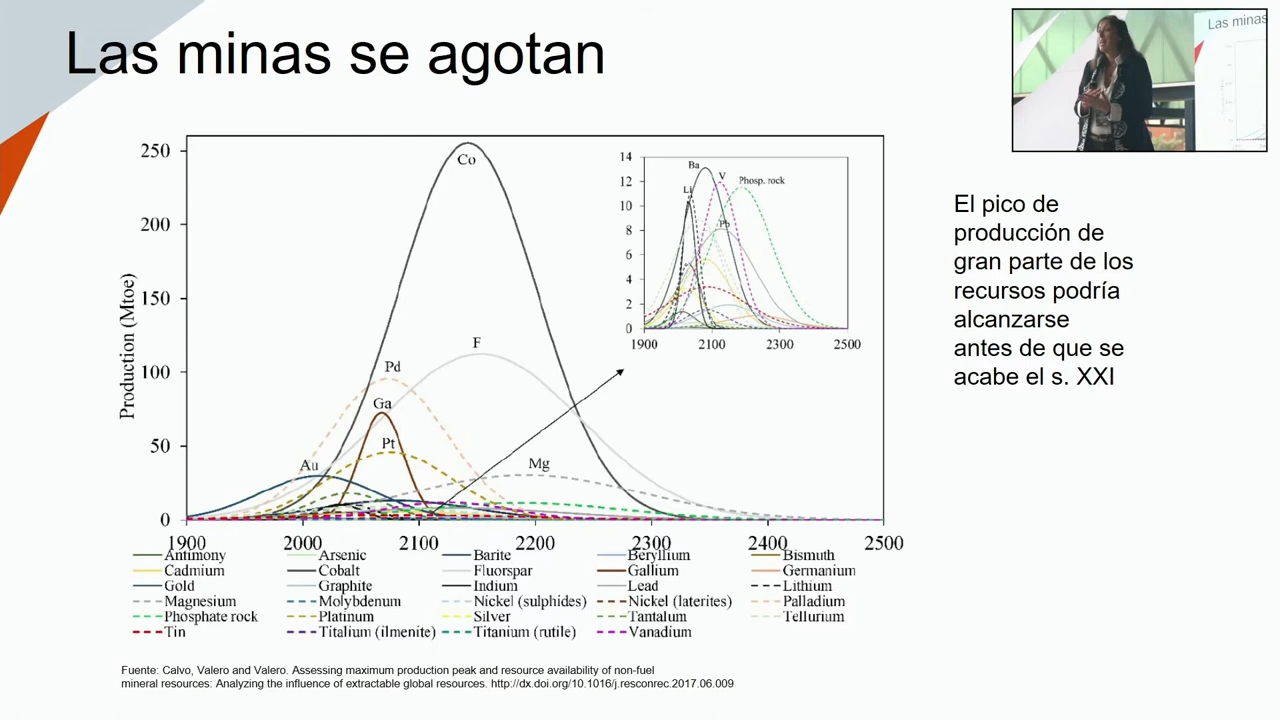 Las minas se agotan
Las minas
El pico de
producción de
gran parte de los
recursos podría
alcanzarse
antes de que se
acabe el s. XXI
Production (Mtoe)
250
200
150
100
50
0
1900 2000 2100 2200 2300 2400 2500
Co
F
Pd
Ga
Pt
Au
Mg
14
12
10
8
6
4
2
0
1900 2100 2300 2500
Ba
V
Phosp. rock
Li
Pb
Antimony Arsenic Barite Beryllium Bismuth
Cadmium Cobalt Fluorspar Gallium Germanium
Gold Graphite Indium Lead Lithium
Magnesium Molybdenum Nickel (sulphides) Nickel (laterites) Palladium
Phosphate rock Platinum Silver Tantalum Tellurium
Tin Titalium (ilmenite) Titanium (rutile) Vanadium
Fuente: Calvo, Valero and Valero. Assessing maximum production peak and resource availability of non-fuel
mineral resources: Analyzing the influence of extractable global resources. http://dx.doi.org/10.1016/j.resconrec.2017.06.009